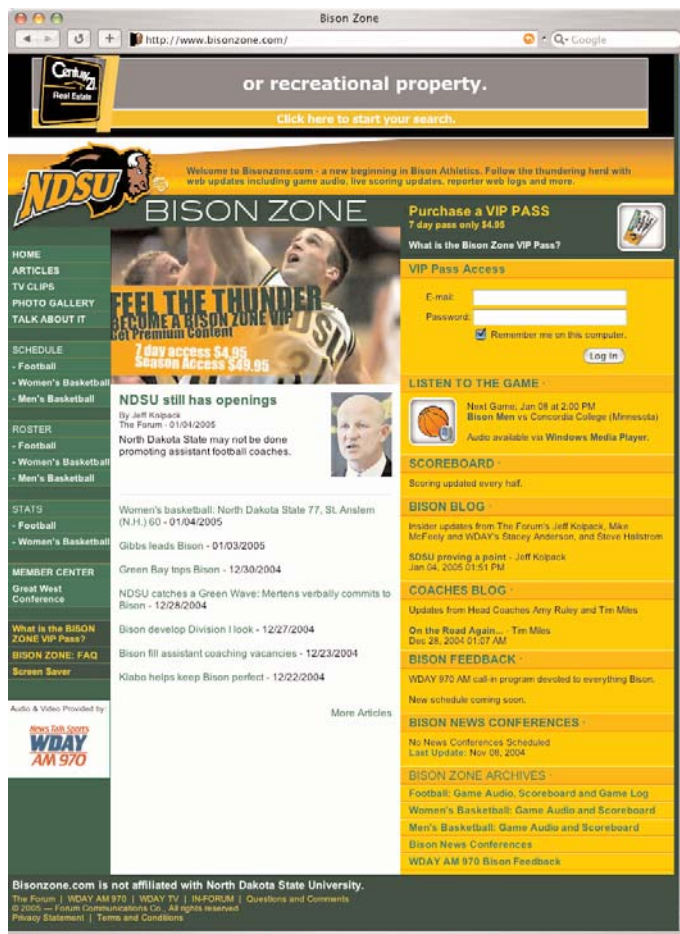 Bison Zone
http://www.bisonzone.com/
Google
Century 21
Real Estate
or recreational property.
Click here to start your search.
NDSU
Welcome to Bisonzone.com - a new beginning in Bison Athletics. Follow the thundering herd with
web updates including game audio, live scoring updates, reporter web logs and more.
BISON ZONE
Purchase a VIP PASS
7 day pass only $4.95
What is the Bison Zone VIP Pass?
HOME
ARTICLES
TV CLIPS
PHOTO GALLERY
TALK ABOUT IT
SCHEDULE
- Football
- Women's Basketball
- Men's Basketball
ROSTER
- Football
- Women's Basketball
- Men's Basketball
STATS
- Football
- Women's Basketball
MEMBER CENTER
Great West
Conference
What is the BISON
ZONE VIP Pass?
BISON ZONE: FAQ
Screen Saver
Audio & Video Provided by:
News Talk Sports
WDAY
AM 970
FEEL THE THUNDER
BECOME A BISON ZONE VIP
Get Premium Content
7 day access $4.95
Season Access $49.95
NDSU still has openings
By Jeff Kolpack
The Forum - 01/04/2005
North Dakota State may not be done
promoting assistant football coaches.
Women's basketball: North Dakota State 77, St. Anslem
(N.H.) 60 - 01/04/2005
Gibbs leads Bison - 01/03/2005
Green Bay tops Bison - 12/30/2004
NDSU catches a Green Wave: Mertens verbally commits to
Bison - 12/28/2004
Bison develop Division I look - 12/27/2004
Bison fill assistant coaching vacancies - 12/23/2004
Klabo helps keep Bison perfect - 12/22/2004
More Articles
VIP Pass Access
E-mail:
Password:
Remember me on this computer.
Log In
LISTEN TO THE GAME ·
Next Game: Jan 08 at 2:00 PM
Bison Men vs Concordia College (Minnesota)
Audio available via Windows Media Player.
SCOREBOARD ·
Scoring updated every half.
BISON BLOG ·
Insider updates from The Forum's Jeff Kolpack, Mike
McFeely and WDAY's Stacey Anderson, and Steve Hallstrom
SDSU proving a point - Jeff Kolpack
Jan 04, 2005 01:51 PM
COACHES BLOG ·
Updates from Head Coaches Amy Ruley and Tim Miles
On the Road Again... - Tim Miles
Dec 28, 2004 01:07 AM
BISON FEEDBACK ·
WDAY 970 AM call-in program devoted to everything Bison.
New schedule coming soon.
BISON NEWS CONFERENCES ·
No News Conferences Scheduled
Last Update: Nov 08, 2004
BISON ZONE ARCHIVES ·
Football: Game Audio, Scoreboard and Game Log
Women's Basketball: Game Audio and Scoreboard
Men's Basketball: Game Audio and Scoreboard
Bison News Conferences
WDAY AM 970 Bison Feedback
Bisonzone.com is not affiliated with North Dakota State University.
The Forum | WDAY AM 970 | WDAY TV | IN-FORUM | Questions and Comments
© 2005 — Forum Communications Co., All rights reserved
Privacy Statement | Terms and Conditions